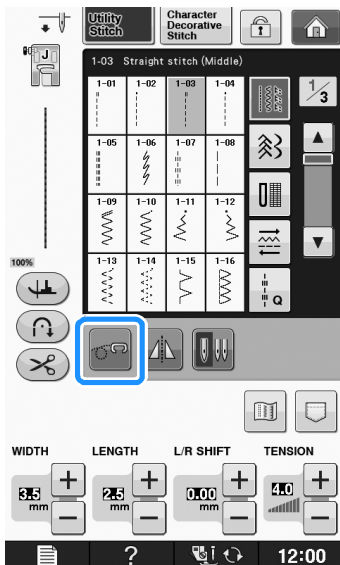 Utility
Stitch
Character
Decorative
Stitch
J
1-03 Straight stitch (Middle)
1-01 1-02 1-03 1-04
1/3
1-05 1-06 1-07 1-08
1-09 1-10 1-11 1-12
1-13 1-14 1-15 1-16
100%
Q
WIDTH LENGTH L/R SHIFT TENSION
3.5 mm + −
2.5 mm + −
0.00 mm + −
4.0 + −
? 12:00